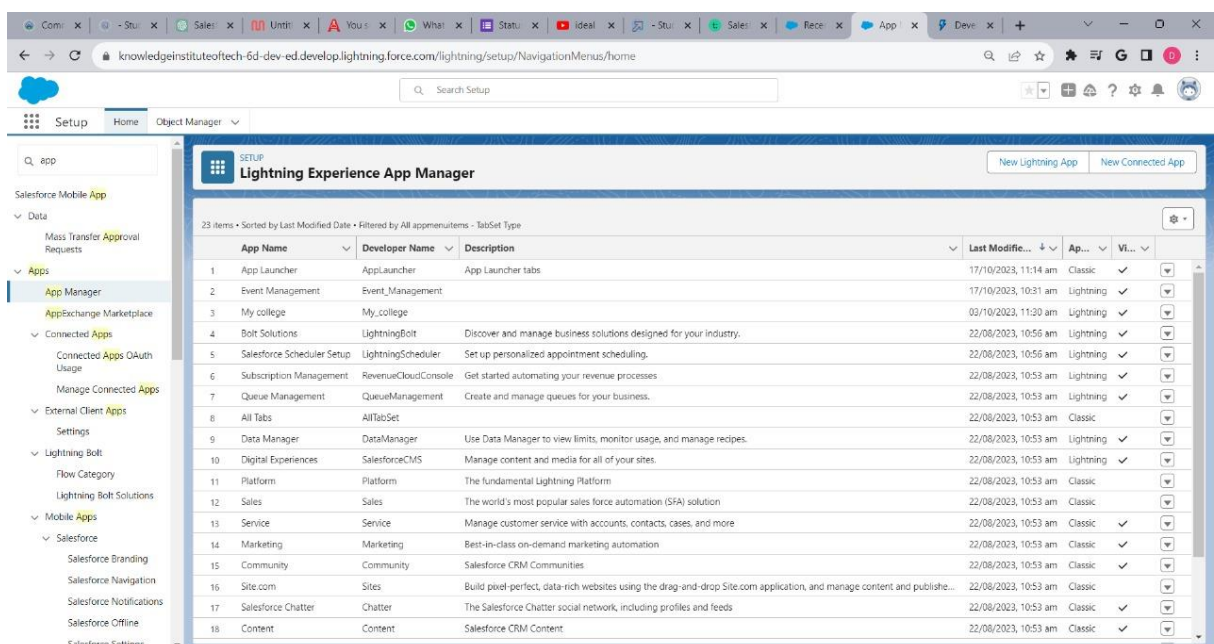 Com
- Stu
Sales
Untit
You s
What
Statu
ideal
- Stu
Sales
Rece
App
Deve
knowledgeinstituteoftech-6d-dev-ed.develop.lightning.force.com/lightning/setup/NavigationMenus/home
G
D
Search Setup
Setup Home Object Manager
app
Salesforce Mobile App
Data
Mass Transfer Approval
Requests
Apps
App Manager
AppExchange Marketplace
Connected Apps
Connected Apps OAuth
Usage
Manage Connected Apps
External Client Apps
Settings
Lightning Bolt
Flow Category
Lightning Bolt Solutions
Mobile Apps
Salesforce
Salesforce Branding
Salesforce Navigation
Salesforce Notifications
Salesforce Offline
Salesforce Settings
SETUP
Lightning Experience App Manager
New Lightning App New Connected App
23 items • Sorted by Last Modified Date • Filtered by All appmenuitems - TabSet Type
App Name Developer Name Description Last Modifie... Ap... Vi...
1 App Launcher AppLauncher App Launcher tabs 17/10/2023, 11:14 am Classic
2 Event Management Event_Management 17/10/2023, 10:31 am Lightning
3 My college My_college 03/10/2023, 11:30 am Lightning
4 Bolt Solutions LightningBolt Discover and manage business solutions designed for your industry. 22/08/2023, 10:56 am Lightning
5 Salesforce Scheduler Setup LightningScheduler Set up personalized appointment scheduling. 22/08/2023, 10:56 am Lightning
6 Subscription Management RevenueCloudConsole Get started automating your revenue processes 22/08/2023, 10:53 am Lightning
7 Queue Management QueueManagement Create and manage queues for your business. 22/08/2023, 10:53 am Lightning
8 All Tabs AllTabSet 22/08/2023, 10:53 am Classic
9 Data Manager DataManager Use Data Manager to view limits, monitor usage, and manage recipes. 22/08/2023, 10:53 am Lightning
10 Digital Experiences SalesforceCMS Manage content and media for all of your sites. 22/08/2023, 10:53 am Lightning
11 Platform Platform The fundamental Lightning Platform 22/08/2023, 10:53 am Classic
12 Sales Sales The world's most popular sales force automation (SFA) solution 22/08/2023, 10:53 am Classic
13 Service Service Manage customer service with accounts, contacts, cases, and more 22/08/2023, 10:53 am Classic
14 Marketing Marketing Best-in-class on-demand marketing automation 22/08/2023, 10:53 am Classic
15 Community Community Salesforce CRM Communities 22/08/2023, 10:53 am Classic
16 Site.com Sites Build pixel-perfect, data-rich websites using the drag-and-drop Site.com application, and manage content and publishe... 22/08/2023, 10:53 am Classic
17 Salesforce Chatter Chatter The Salesforce Chatter social network, including profiles and feeds 22/08/2023, 10:53 am Classic
18 Content Content Salesforce CRM Content 22/08/2023, 10:53 am Classic